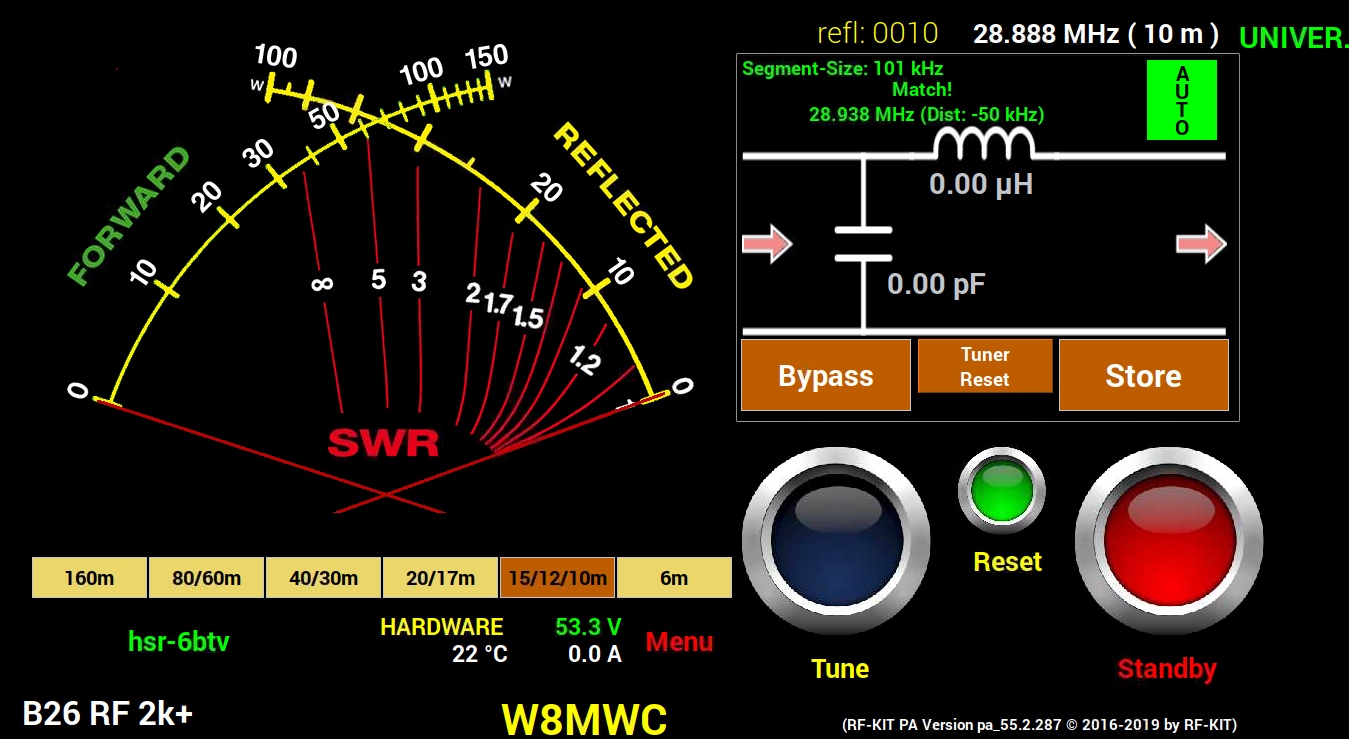 refl: 0010 28.888 MHz ( 10 m ) UNIVER.
Segment-Size: 101 kHz
Match!
28.938 MHz (Dist: -50 kHz)
AUTO
100 W
100 150 W
FORWARD
0 10 20 30 50
REFLECTED
20 10 0
∞ 5 3 2 1.7 1.5 1.2
SWR
0.00 µH
0.00 pF
Bypass
Tuner
Reset
Store
160m 80/60m 40/30m 20/17m 15/12/10m 6m
Reset
hsr-6btv
HARDWARE 53.3 V
22 °C 0.0 A
Menu
Tune
Standby
B26 RF 2k+
W8MWC
(RF-KIT PA Version pa_55.2.287 © 2016-2019 by RF-KIT)